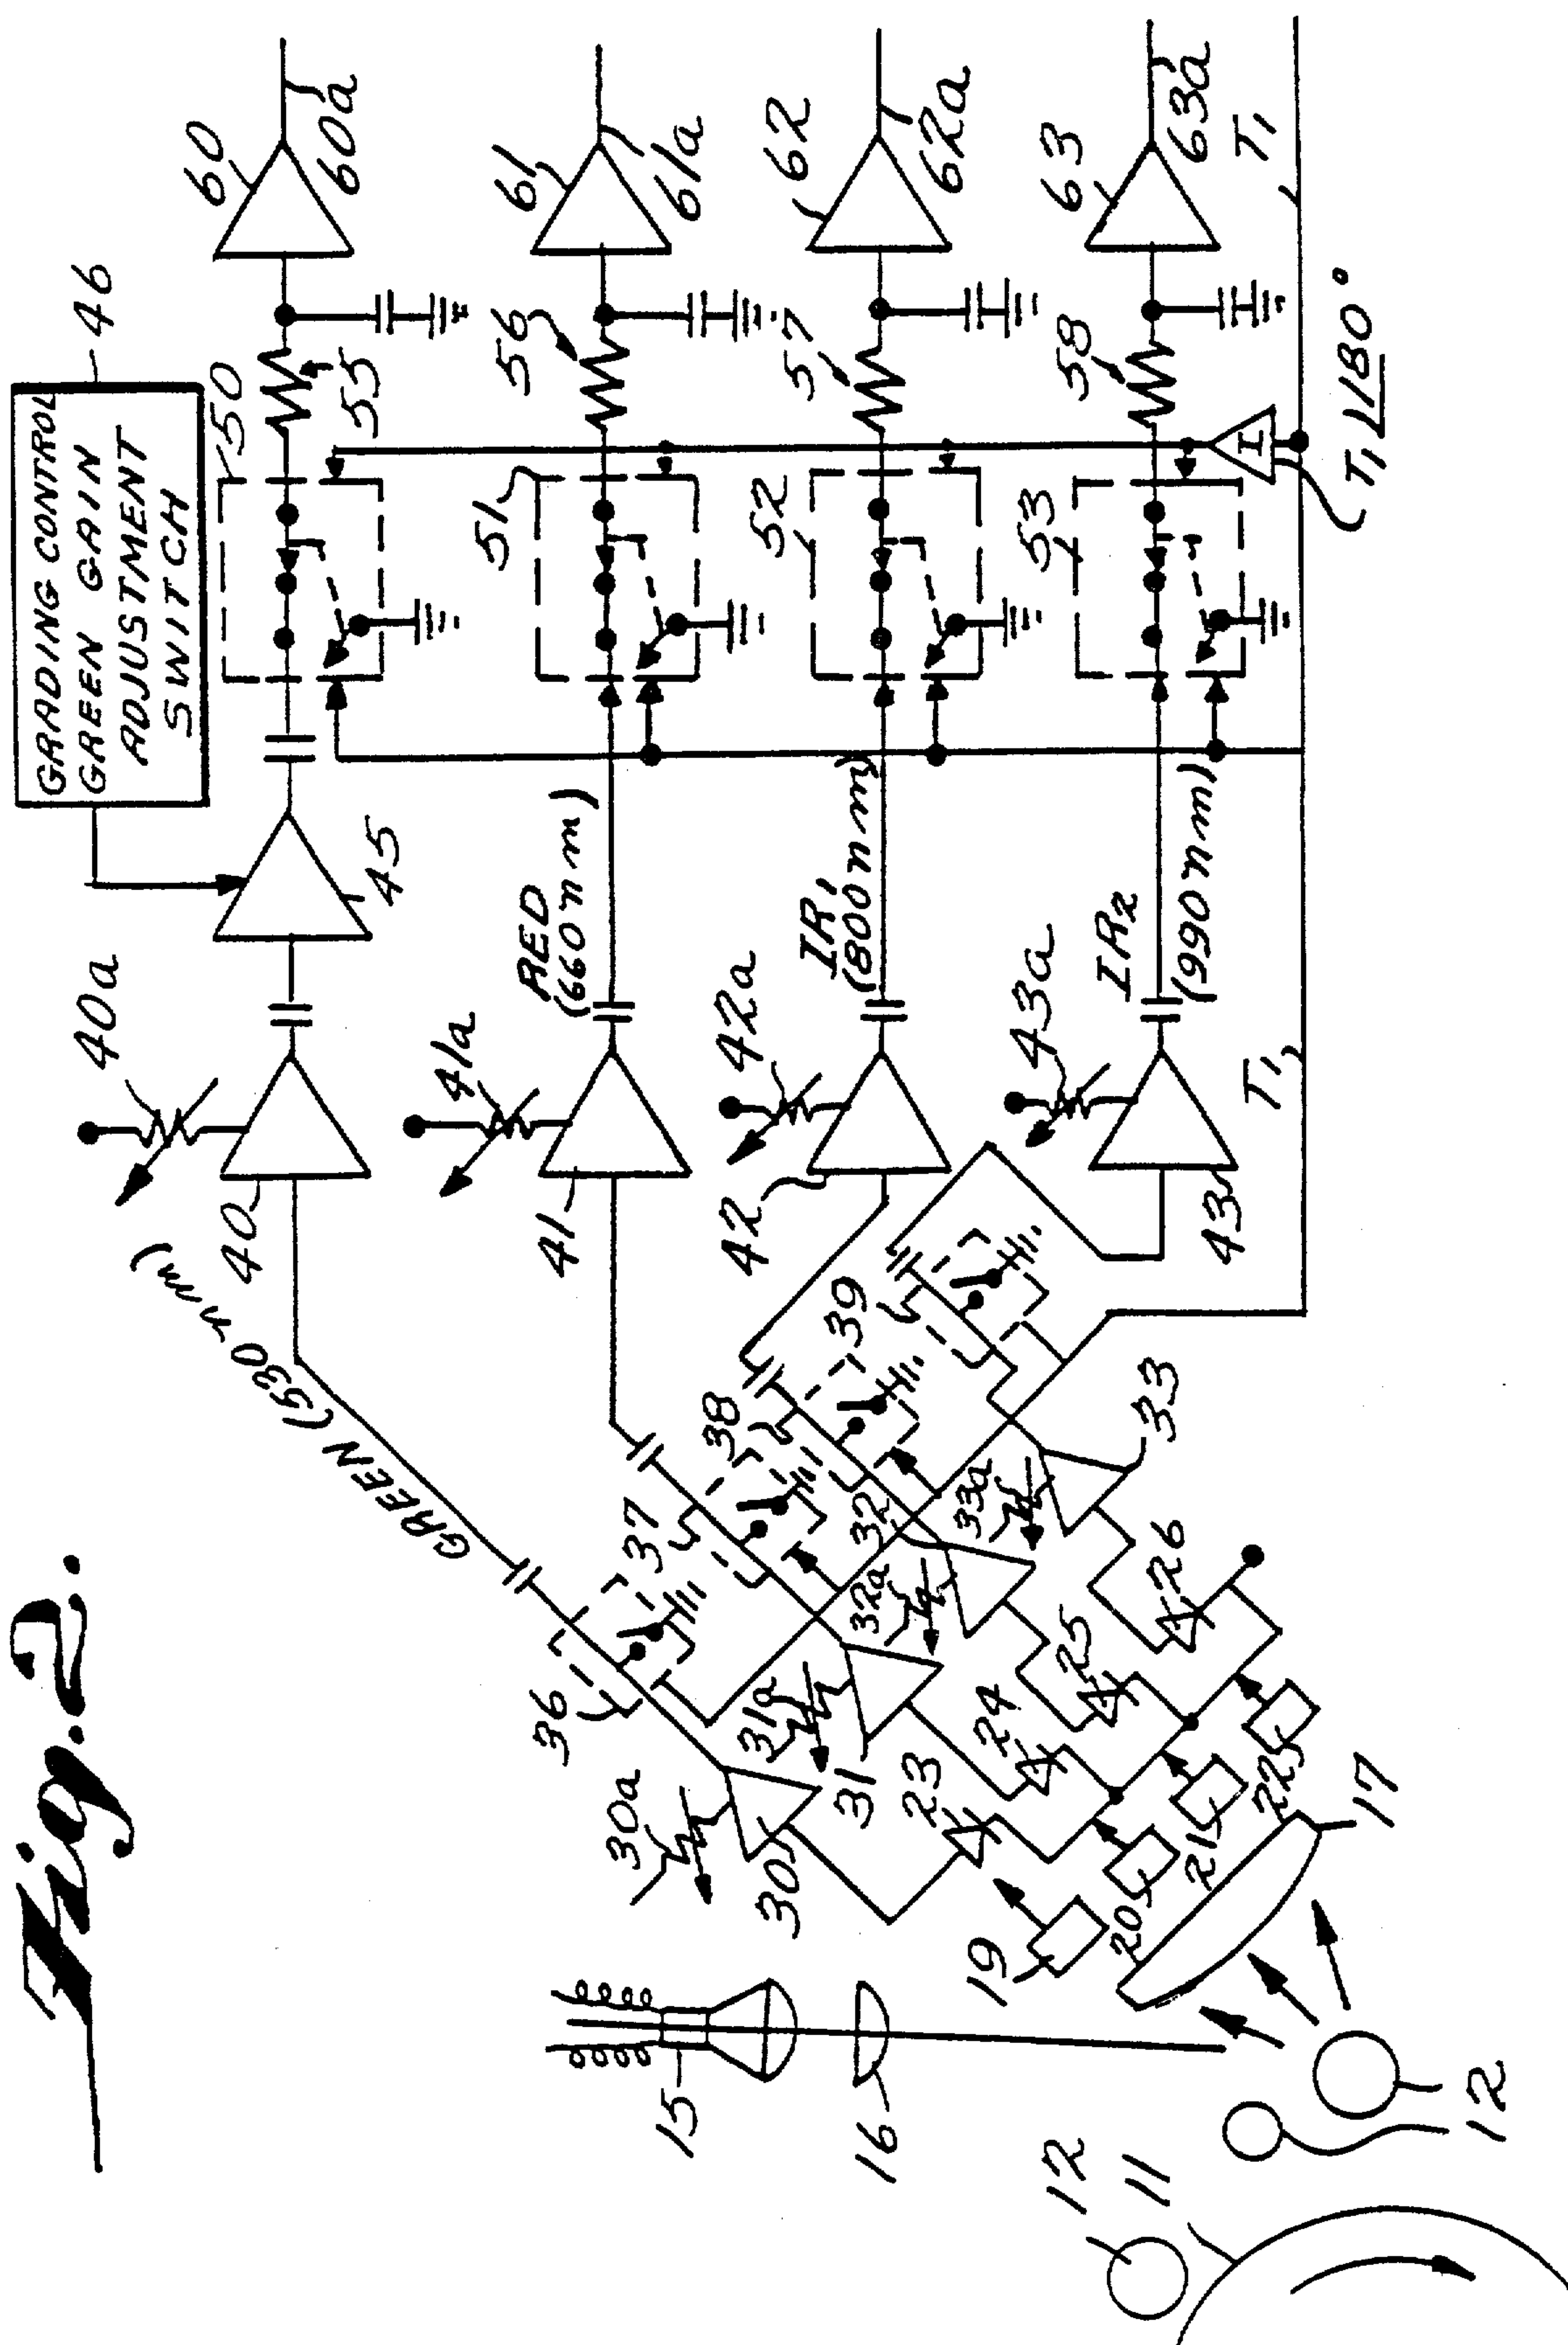 Fig. 2.
GRADING CONTROL
GREEN GAIN
ADJUSTMENT
SWITCH
46
60
60a
50
55
45
40a
40
GREEN (530 nm)
61
61a
56
51
RED
(660 nm)
41a
41
62
62a
57
52
IR1
(800 nm)
42a
42
63
63a
58
53
IR2
(990 nm)
43a
43
T1
I
T1 ∠180°
T1
36
37
38
39
30a
30
31a
31
32a
32
33a
33
23
24
25
26
19
20
21
22
17
15
16
12
11
12